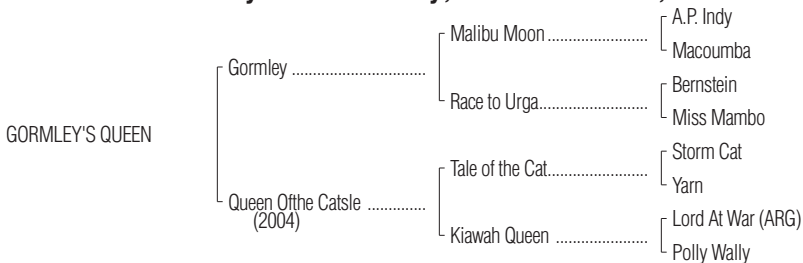 A.P. Indy
Malibu Moon
Macoumba
Gormley
Bernstein
Race to Urga
Miss Mambo
GORMLEY'S QUEEN
Storm Cat
Tale of the Cat
Yarn
Queen Ofthe Catsle
(2004)
Lord At War (ARG)
Kiawah Queen
Polly Wally